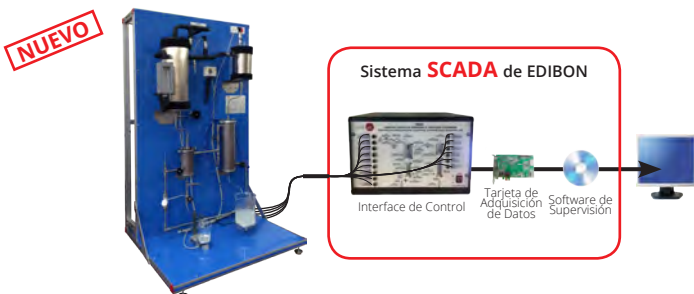 NUEVO
Sistema SCADA de EDIBON
Interface de Control
Tarjeta de
Adquisición
de Datos
Software de
Supervisión